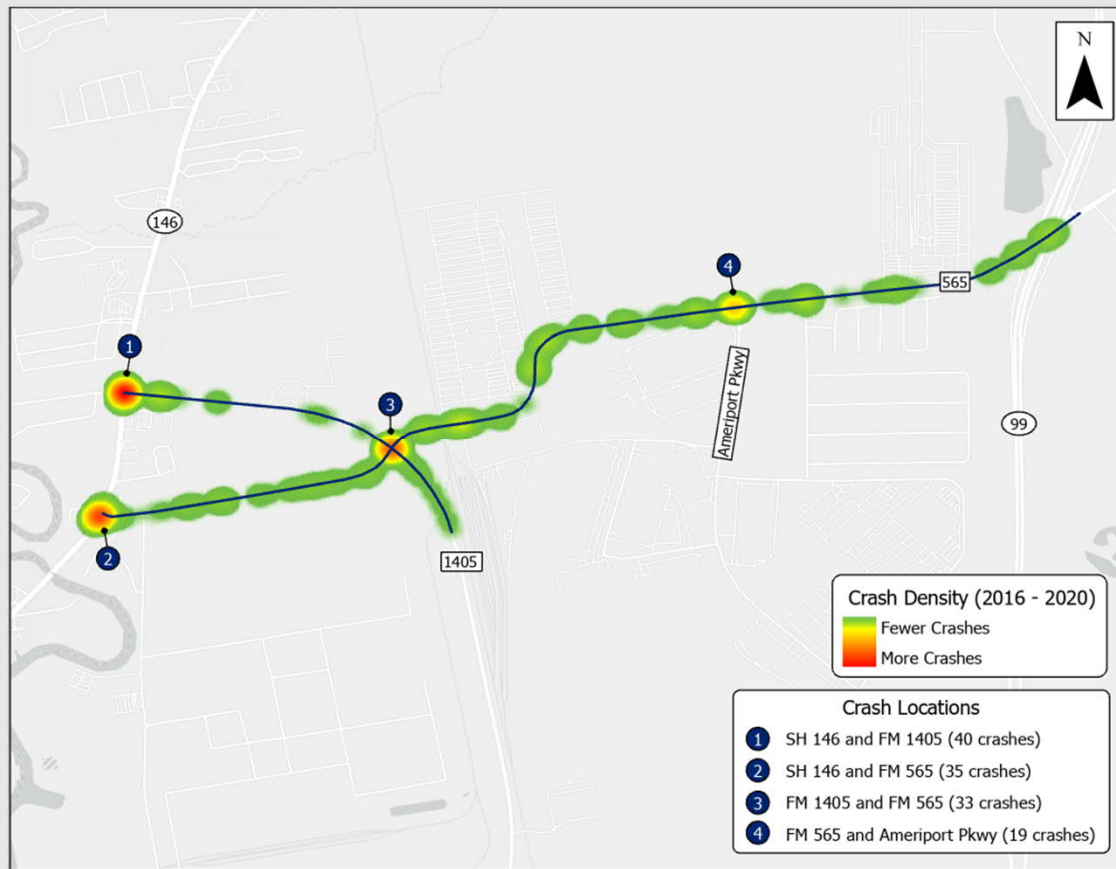 N
146
4
565
1
3
Ameriport Pkwy
99
2
1405
Crash Density (2016 - 2020)
Fewer Crashes
More Crashes
Crash Locations
1 SH 146 and FM 1405 (40 crashes)
2 SH 146 and FM 565 (35 crashes)
3 FM 1405 and FM 565 (33 crashes)
4 FM 565 and Ameriport Pkwy (19 crashes)